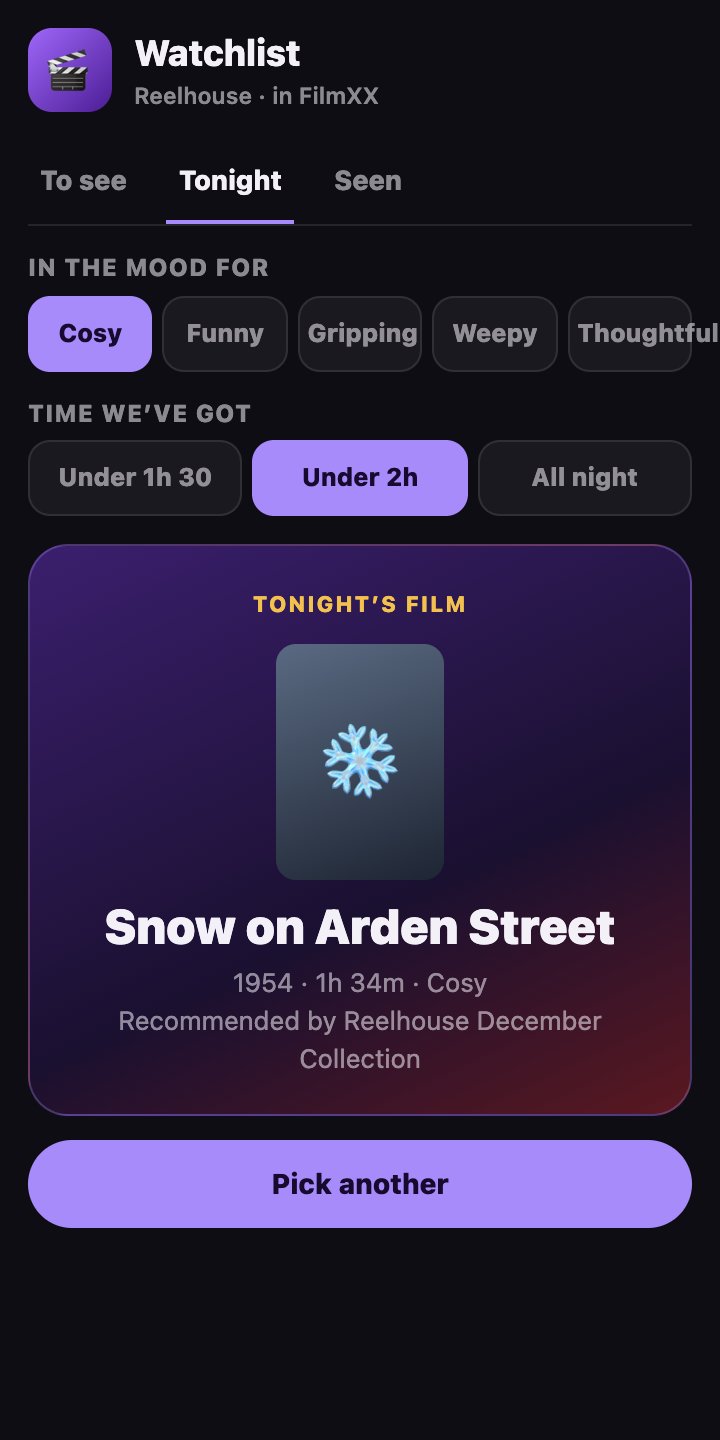 Watchlist
Reelhouse · in FilmXX
To see Tonight Seen
IN THE MOOD FOR
Cosy Funny Gripping Weepy Thoughtful
TIME WE’VE GOT
Under 1h 30 Under 2h All night
TONIGHT’S FILM
Snow on Arden Street
1954 · 1h 34m · Cosy
Recommended by Reelhouse December
Collection
Pick another